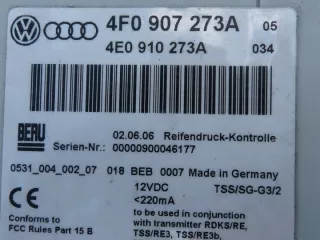 4F0 907 273A 05
4E0 910 273A 034
BERU 02.06.06 Reifendruck-Kontrolle
Serien-Nr: 00000900046177
0531_004_002_07 018 BEB 0007 Made in Germany
CE 12VDC TSS/SG-G3/2
<220mA
Conforms to to be used in conjunction
FCC Rules Part 15 B with transmitter RDKS/RE,
TSS/RE3, TSS/RE3b,